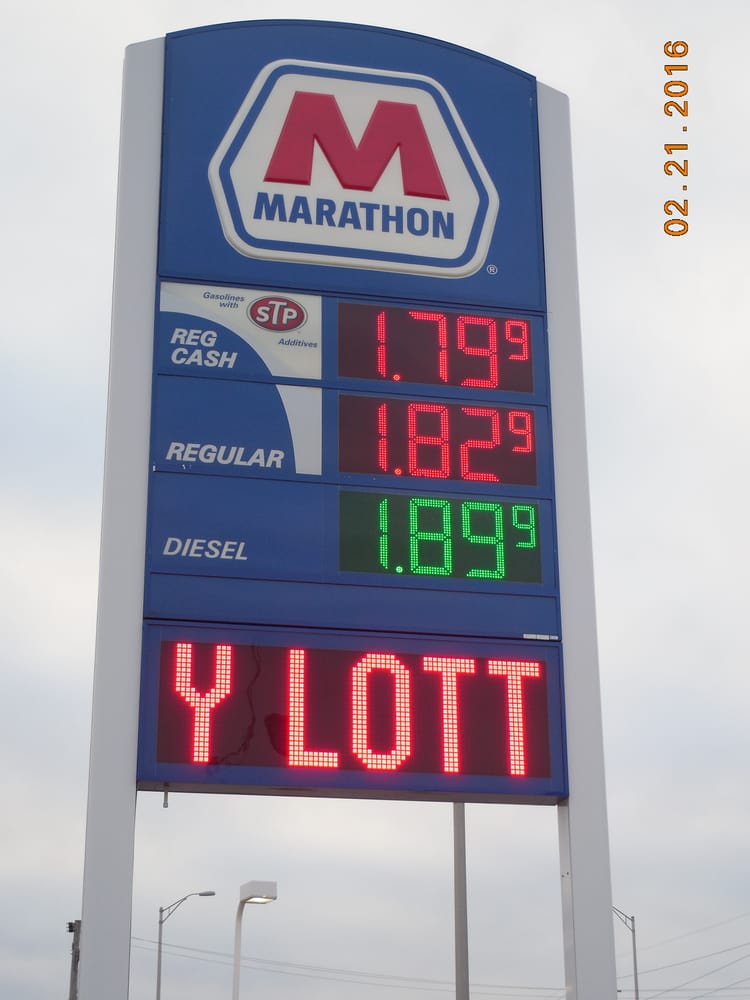 02.21.2016
M
MARATHON
®
Gasolines
with
STP
Additives
REG
CASH
1.79 9
REGULAR
1.82 9
DIESEL
1.89 9
Y LOTT